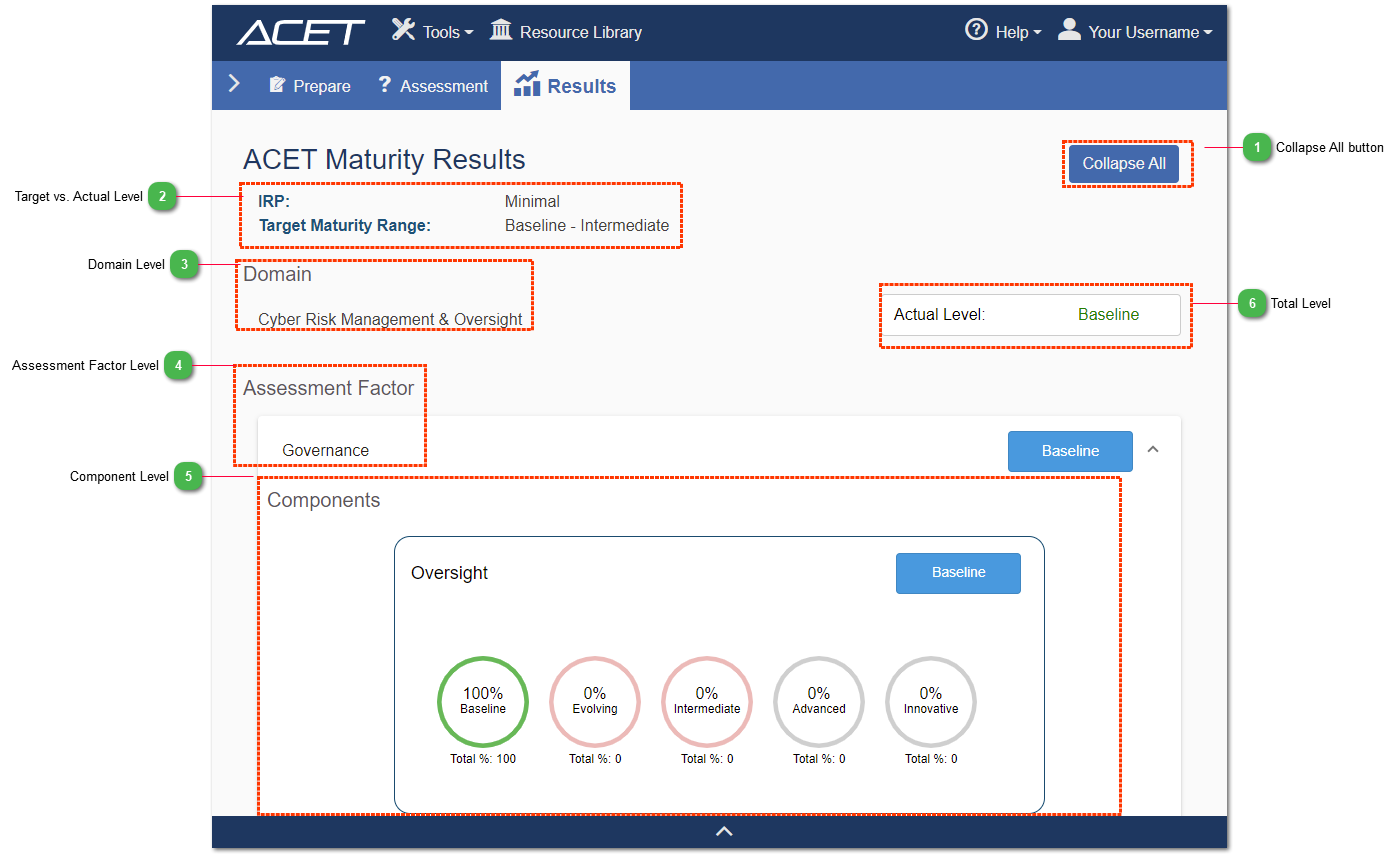 ACET Tools Resource Library Help Your Username
Prepare ? Assessment Results
ACET Maturity Results
Collapse All
1 Collapse All button
Target vs. Actual Level 2
IRP: Minimal
Target Maturity Range: Baseline - Intermediate
Domain Level 3
Domain
Cyber Risk Management & Oversight
Actual Level: Baseline
6 Total Level
Assessment Factor Level 4
Assessment Factor
Governance Baseline
Component Level 5
Components
Oversight Baseline
100% 0% 0% 0% 0%
Baseline Evolving Intermediate Advanced Innovative
Total %: 100 Total %: 0 Total %: 0 Total %: 0 Total %: 0